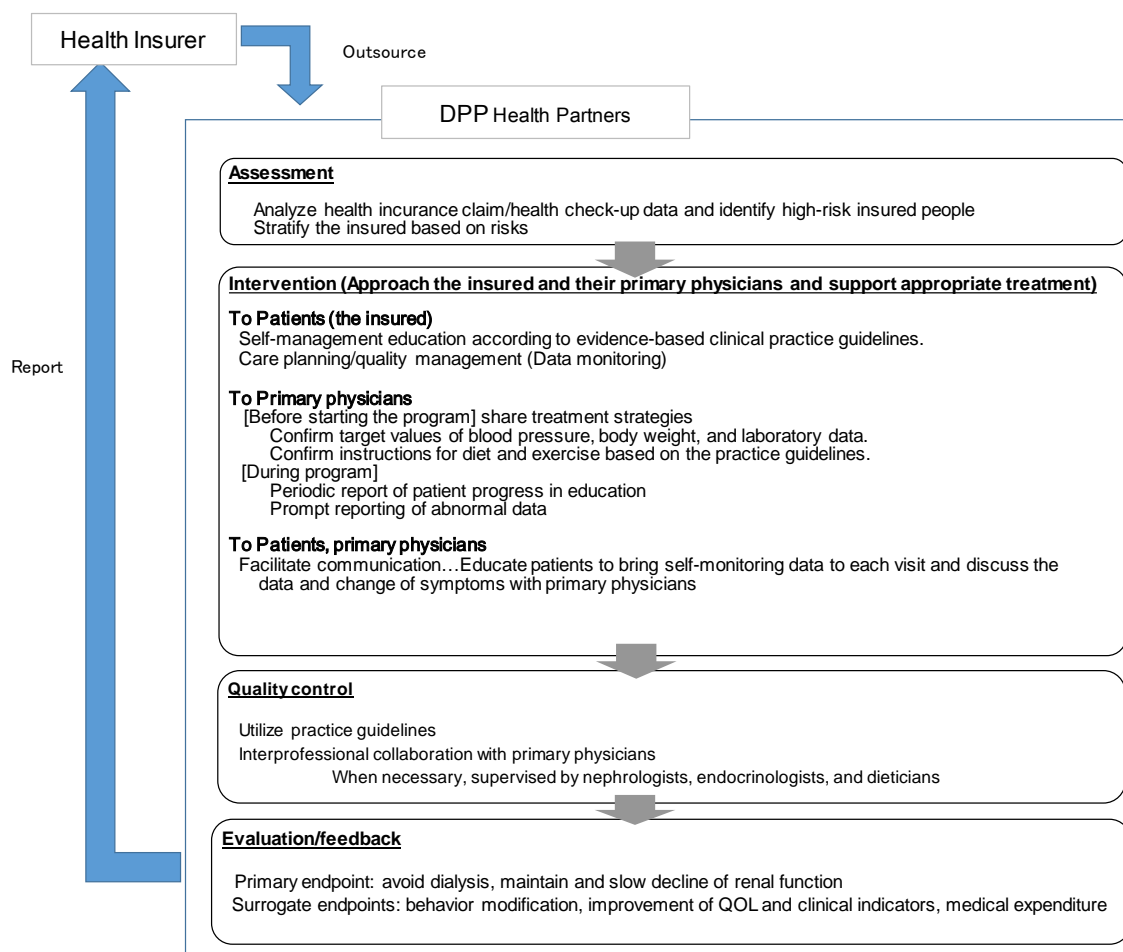 Health Insurer
Outsource
DPP Health Partners
Assessment
Analyze health incurance claim/health check-up data and identify high-risk insured people
Stratify the insured based on risks
Intervention (Approach the insured and their primary physicians and support appropriate treatment)
To Patients (the insured)
Self-management education according to evidence-based clinical practice guidelines.
Care planning/quality management (Data monitoring)
Report
To Primary physicians
[Before starting the program] share treatment strategies
Confirm target values of blood pressure, body weight, and laboratory data.
Confirm instructions for diet and exercise based on the practice guidelines.
[During program]
Periodic report of patient progress in education
Prompt reporting of abnormal data
To Patients, primary physicians
Facilitate communication…Educate patients to bring self-monitoring data to each visit and discuss the
data and change of symptoms with primary physicians
Quality control
Utilize practice guidelines
Interprofessional collaboration with primary physicians
When necessary, supervised by nephrologists, endocrinologists, and dieticians
Evaluation/feedback
Primary endpoint: avoid dialysis, maintain and slow decline of renal function
Surrogate endpoints: behavior modification, improvement of QOL and clinical indicators, medical expenditure